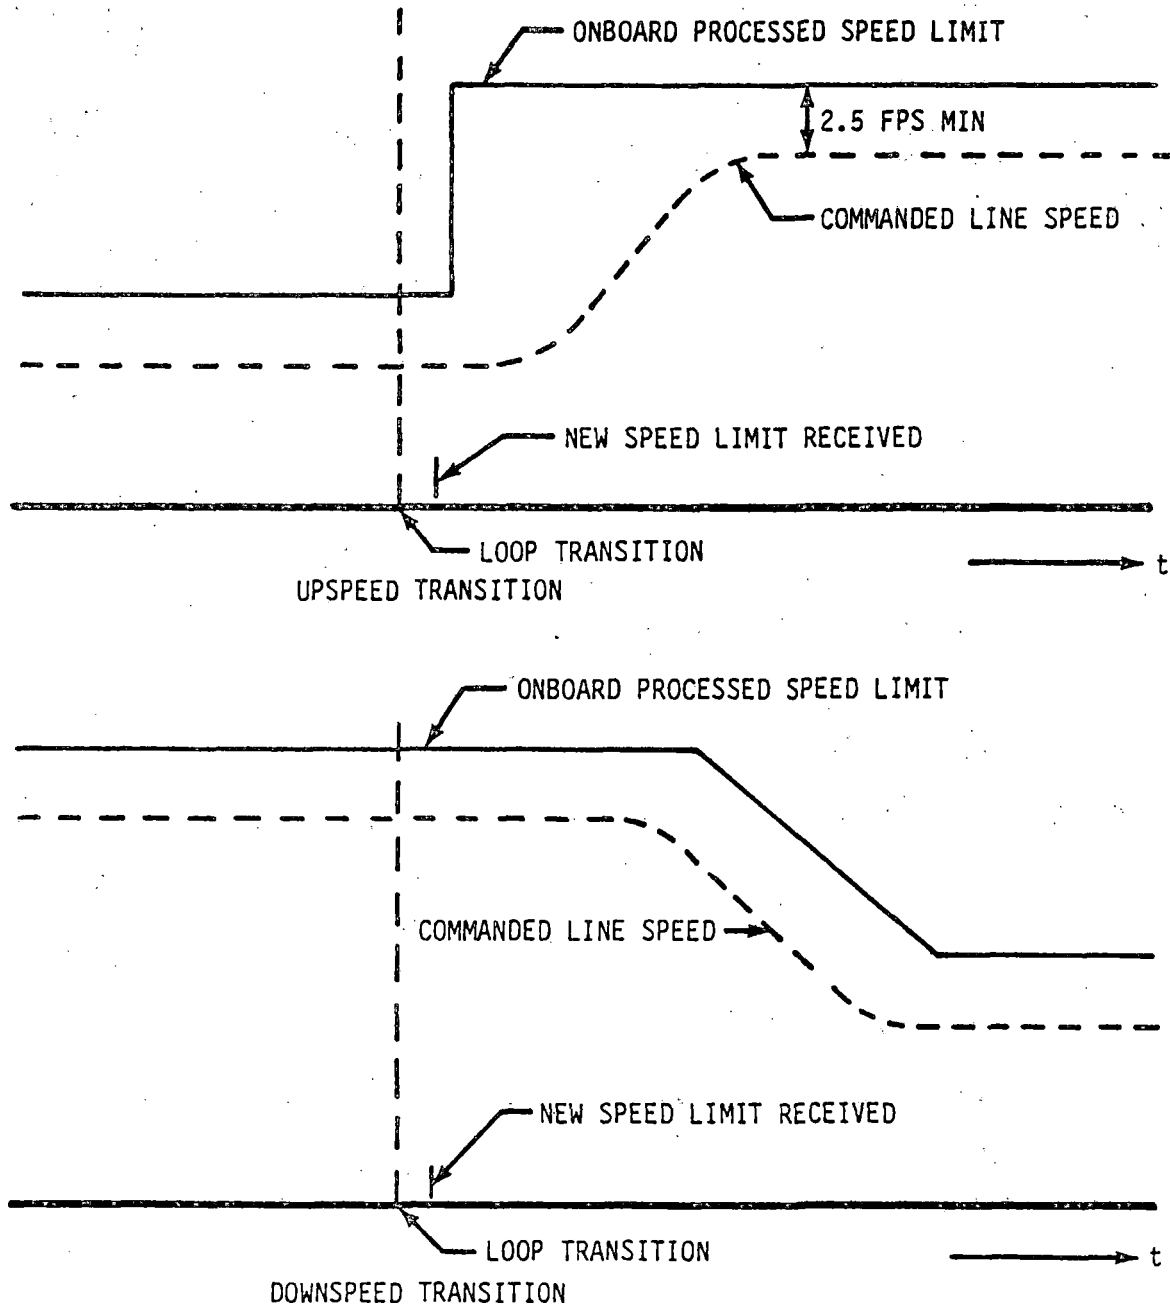 ONBOARD PROCESSED SPEED LIMIT
2.5 FPS MIN
COMMANDED LINE SPEED
NEW SPEED LIMIT RECEIVED
LOOP TRANSITION
t
UPSPEED TRANSITION
ONBOARD PROCESSED SPEED LIMIT
COMMANDED LINE SPEED
NEW SPEED LIMIT RECEIVED
LOOP TRANSITION
t
DOWNSPEED TRANSITION